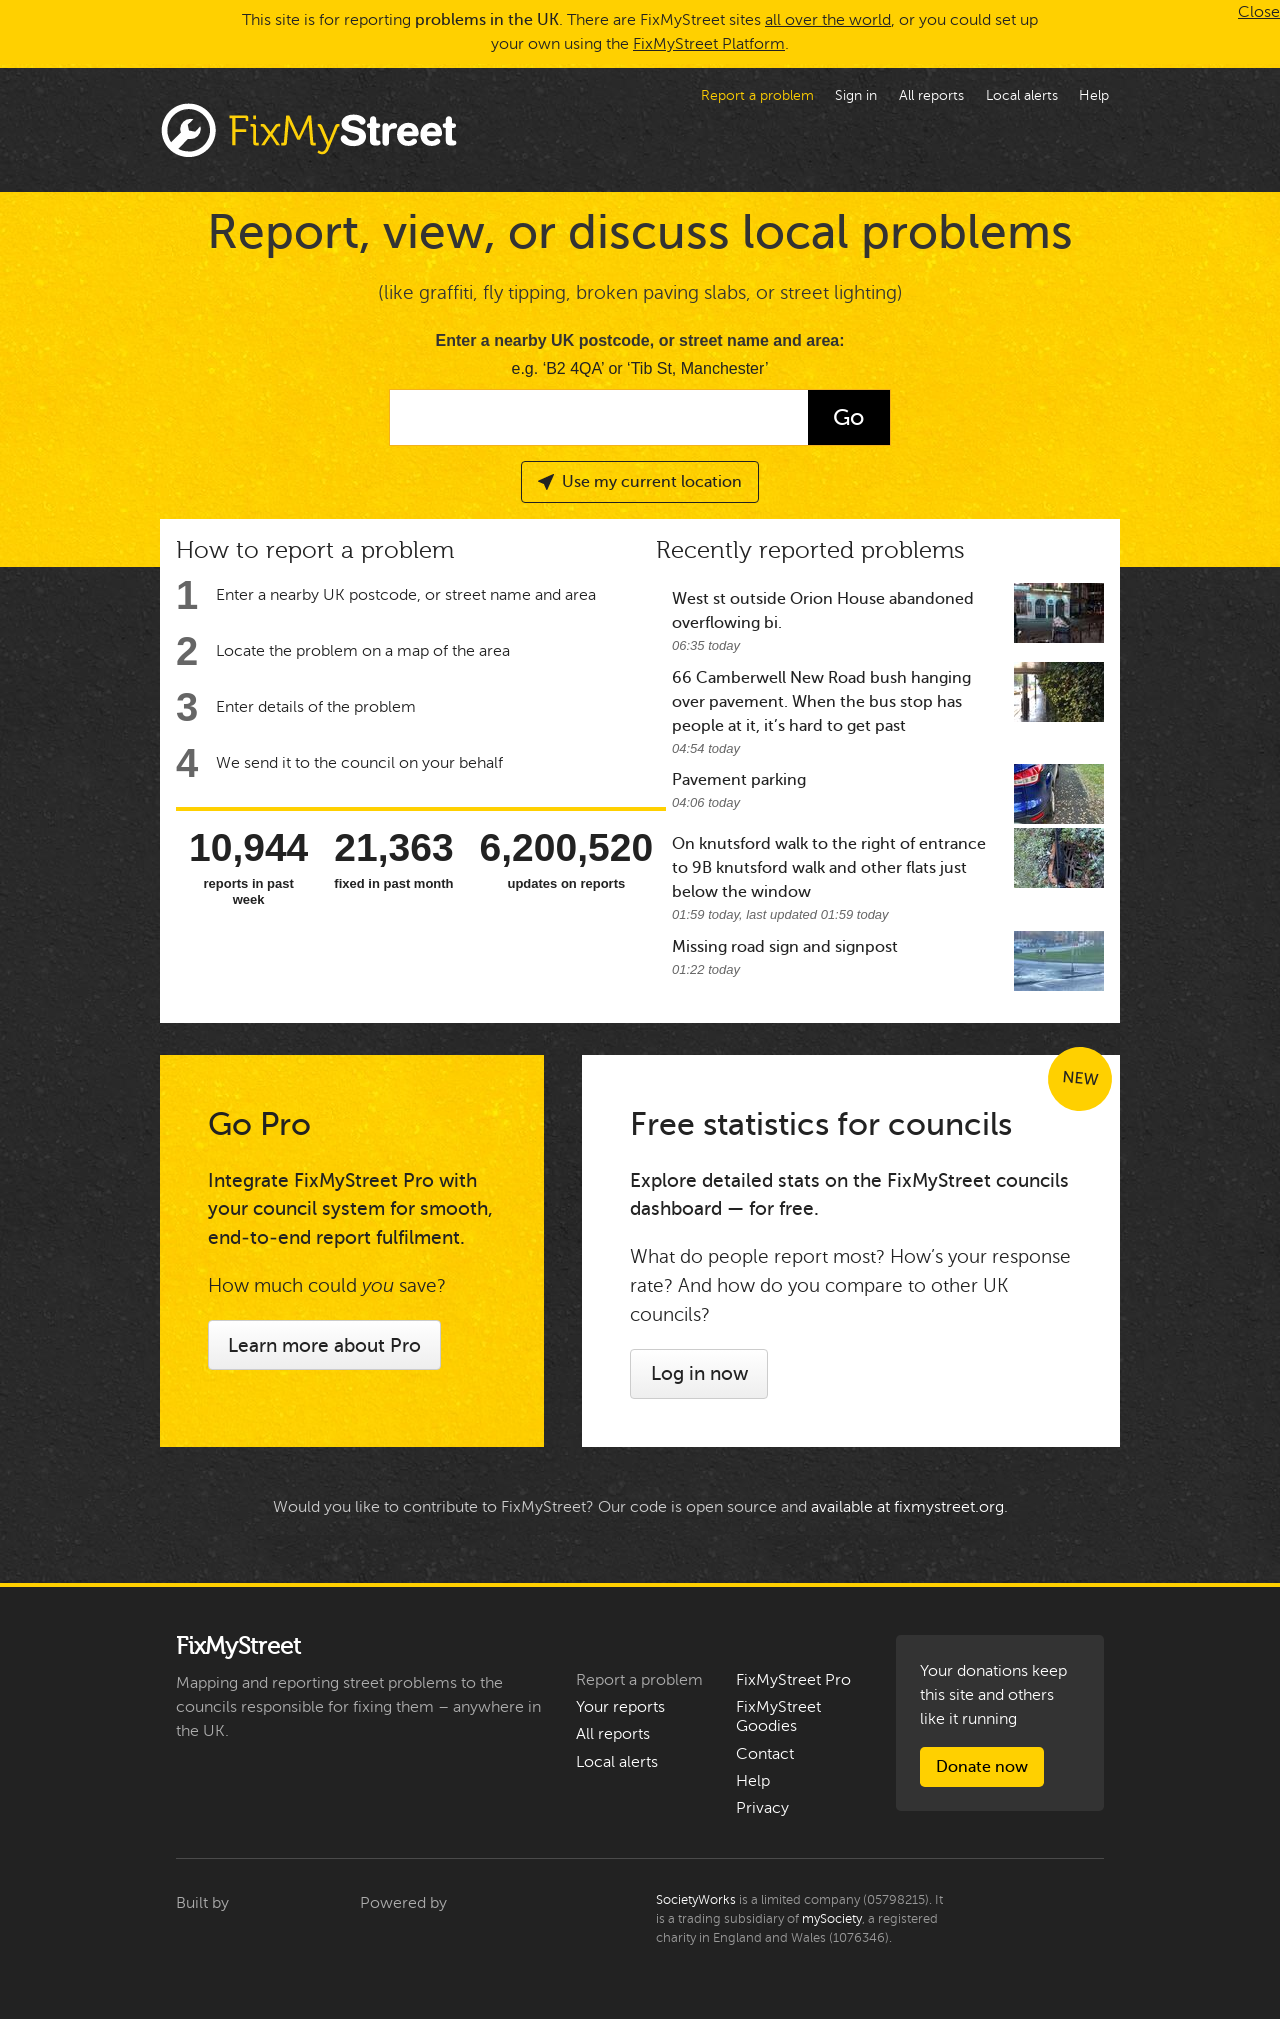 This site is for reporting problems in the UK. There are FixMyStreet sites all over the world, or you could set up
your own using the FixMyStreet Platform.
Close
Report a problem
Sign in
All reports
Local alerts
Help
FixMyStreet
Report, view, or discuss local problems
(like graffiti, fly tipping, broken paving slabs, or street lighting)
Enter a nearby UK postcode, or street name and area:
e.g. ‘B2 4QA’ or ‘Tib St, Manchester’
Go
Use my current location
How to report a problem
1 Enter a nearby UK postcode, or street name and area
2 Locate the problem on a map of the area
3 Enter details of the problem
4 We send it to the council on your behalf
10,944
reports in past
week
21,363
fixed in past month
6,200,520
updates on reports
Recently reported problems
West st outside Orion House abandoned
overflowing bi.
06:35 today
66 Camberwell New Road bush hanging
over pavement. When the bus stop has
people at it, it’s hard to get past
04:54 today
Pavement parking
04:06 today
On knutsford walk to the right of entrance
to 9B knutsford walk and other flats just
below the window
01:59 today, last updated 01:59 today
Missing road sign and signpost
01:22 today
Go Pro
Integrate FixMyStreet Pro with
your council system for smooth,
end-to-end report fulfilment.
How much could you save?
Learn more about Pro
NEW
Free statistics for councils
Explore detailed stats on the FixMyStreet councils
dashboard — for free.
What do people report most? How’s your response
rate? And how do you compare to other UK
councils?
Log in now
Would you like to contribute to FixMyStreet? Our code is open source and available at fixmystreet.org.
FixMyStreet
Mapping and reporting street problems to the
councils responsible for fixing them – anywhere in
the UK.
Report a problem
Your reports
All reports
Local alerts
FixMyStreet Pro
FixMyStreet
Goodies
Contact
Help
Privacy
Your donations keep
this site and others
like it running
Donate now
Built by
Powered by
SocietyWorks is a limited company (05798215). It
is a trading subsidiary of mySociety, a registered
charity in England and Wales (1076346).